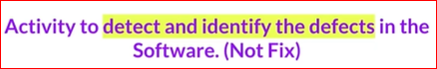 Activity to detect and identify the defects in the
Software. (Not Fix)